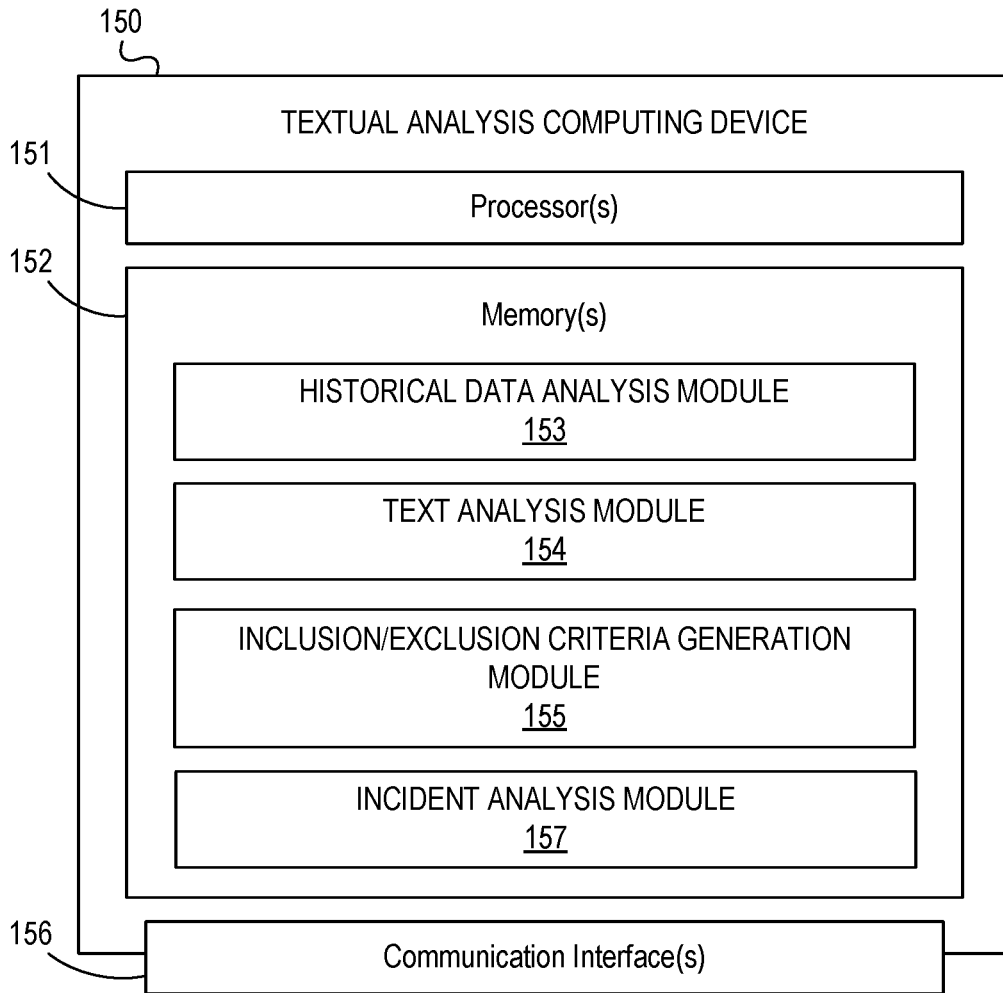 150
TEXTUAL ANALYSIS COMPUTING DEVICE
151
Processor(s)
152
Memory(s)
HISTORICAL DATA ANALYSIS MODULE
153
TEXT ANALYSIS MODULE
154
INCLUSION/EXCLUSION CRITERIA GENERATION
MODULE
155
INCIDENT ANALYSIS MODULE
157
156
Communication Interface(s)